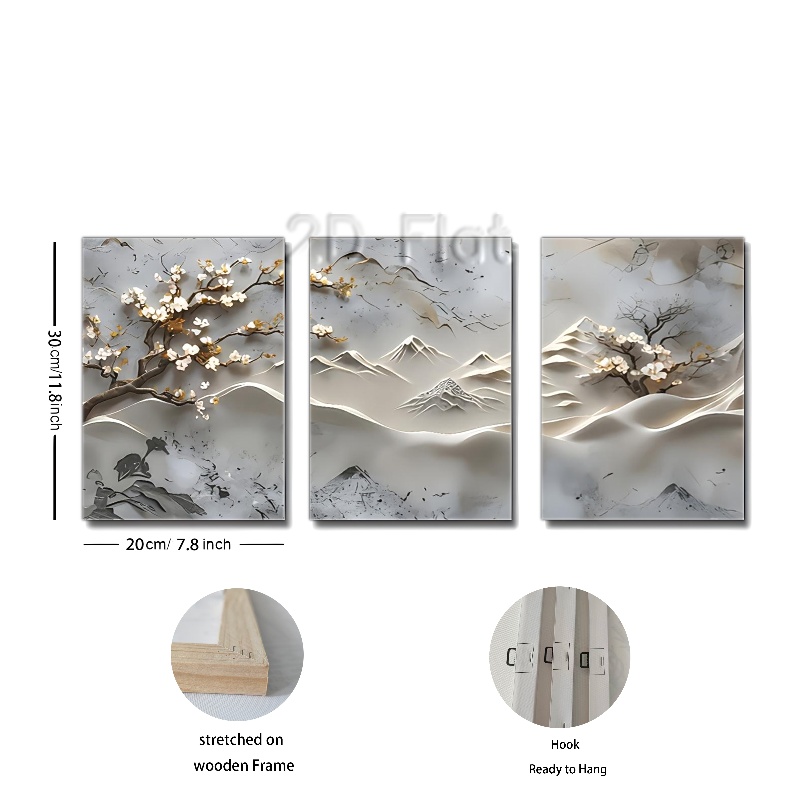 2D Flat
30cm/11.8inch
20cm/ 7.8 inch
stretched on
wooden Frame
Hook
Ready to Hang